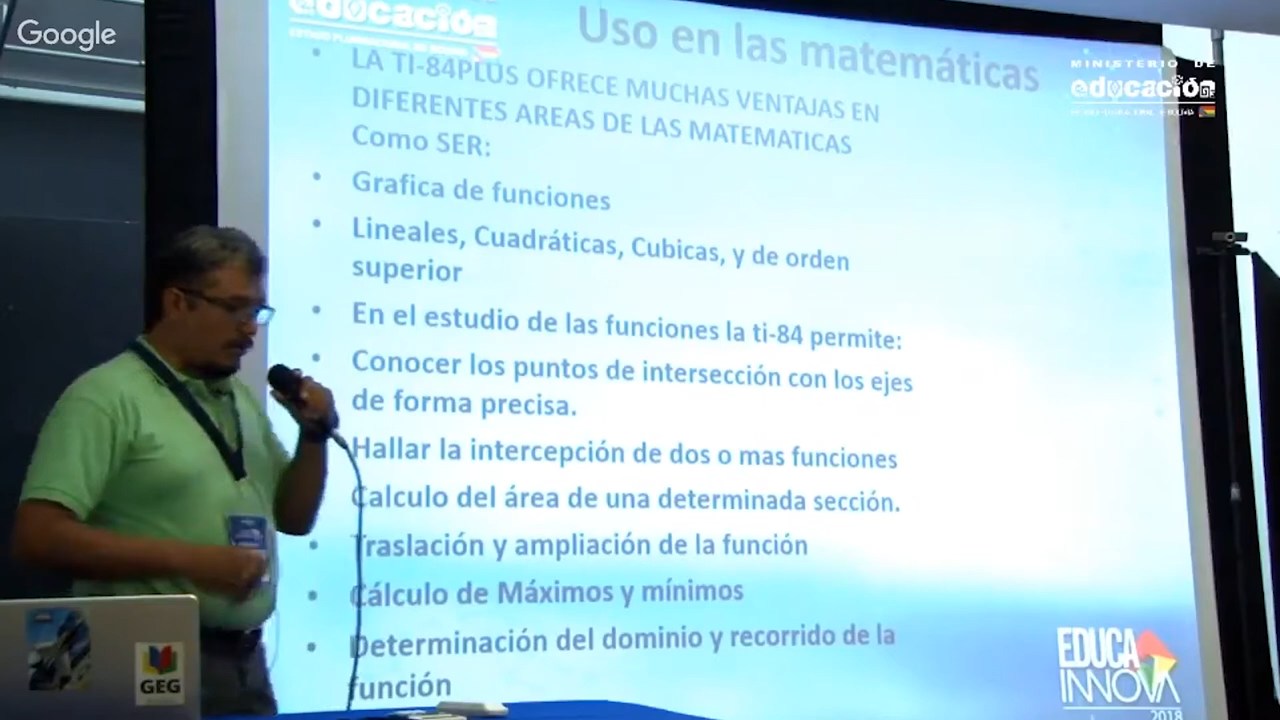 Google
educación
Uso en las matemáticas
MINISTERIO DE
educación
• LA TI-84PLUS OFRECE MUCHAS VENTAJAS EN
DIFERENTES AREAS DE LAS MATEMATICAS
Como SER:
• Grafica de funciones
• Lineales, Cuadráticas, Cubicas, y de orden
superior
• En el estudio de las funciones la ti-84 permite:
• Conocer los puntos de intersección con los ejes
de forma precisa.
Hallar la intercepción de dos o mas funciones
Calculo del área de una determinada sección.
• Traslación y ampliación de la función
• Cálculo de Máximos y mínimos
• Determinación del dominio y recorrido de la
función
EDUCA
INNOVA
2018
GEG